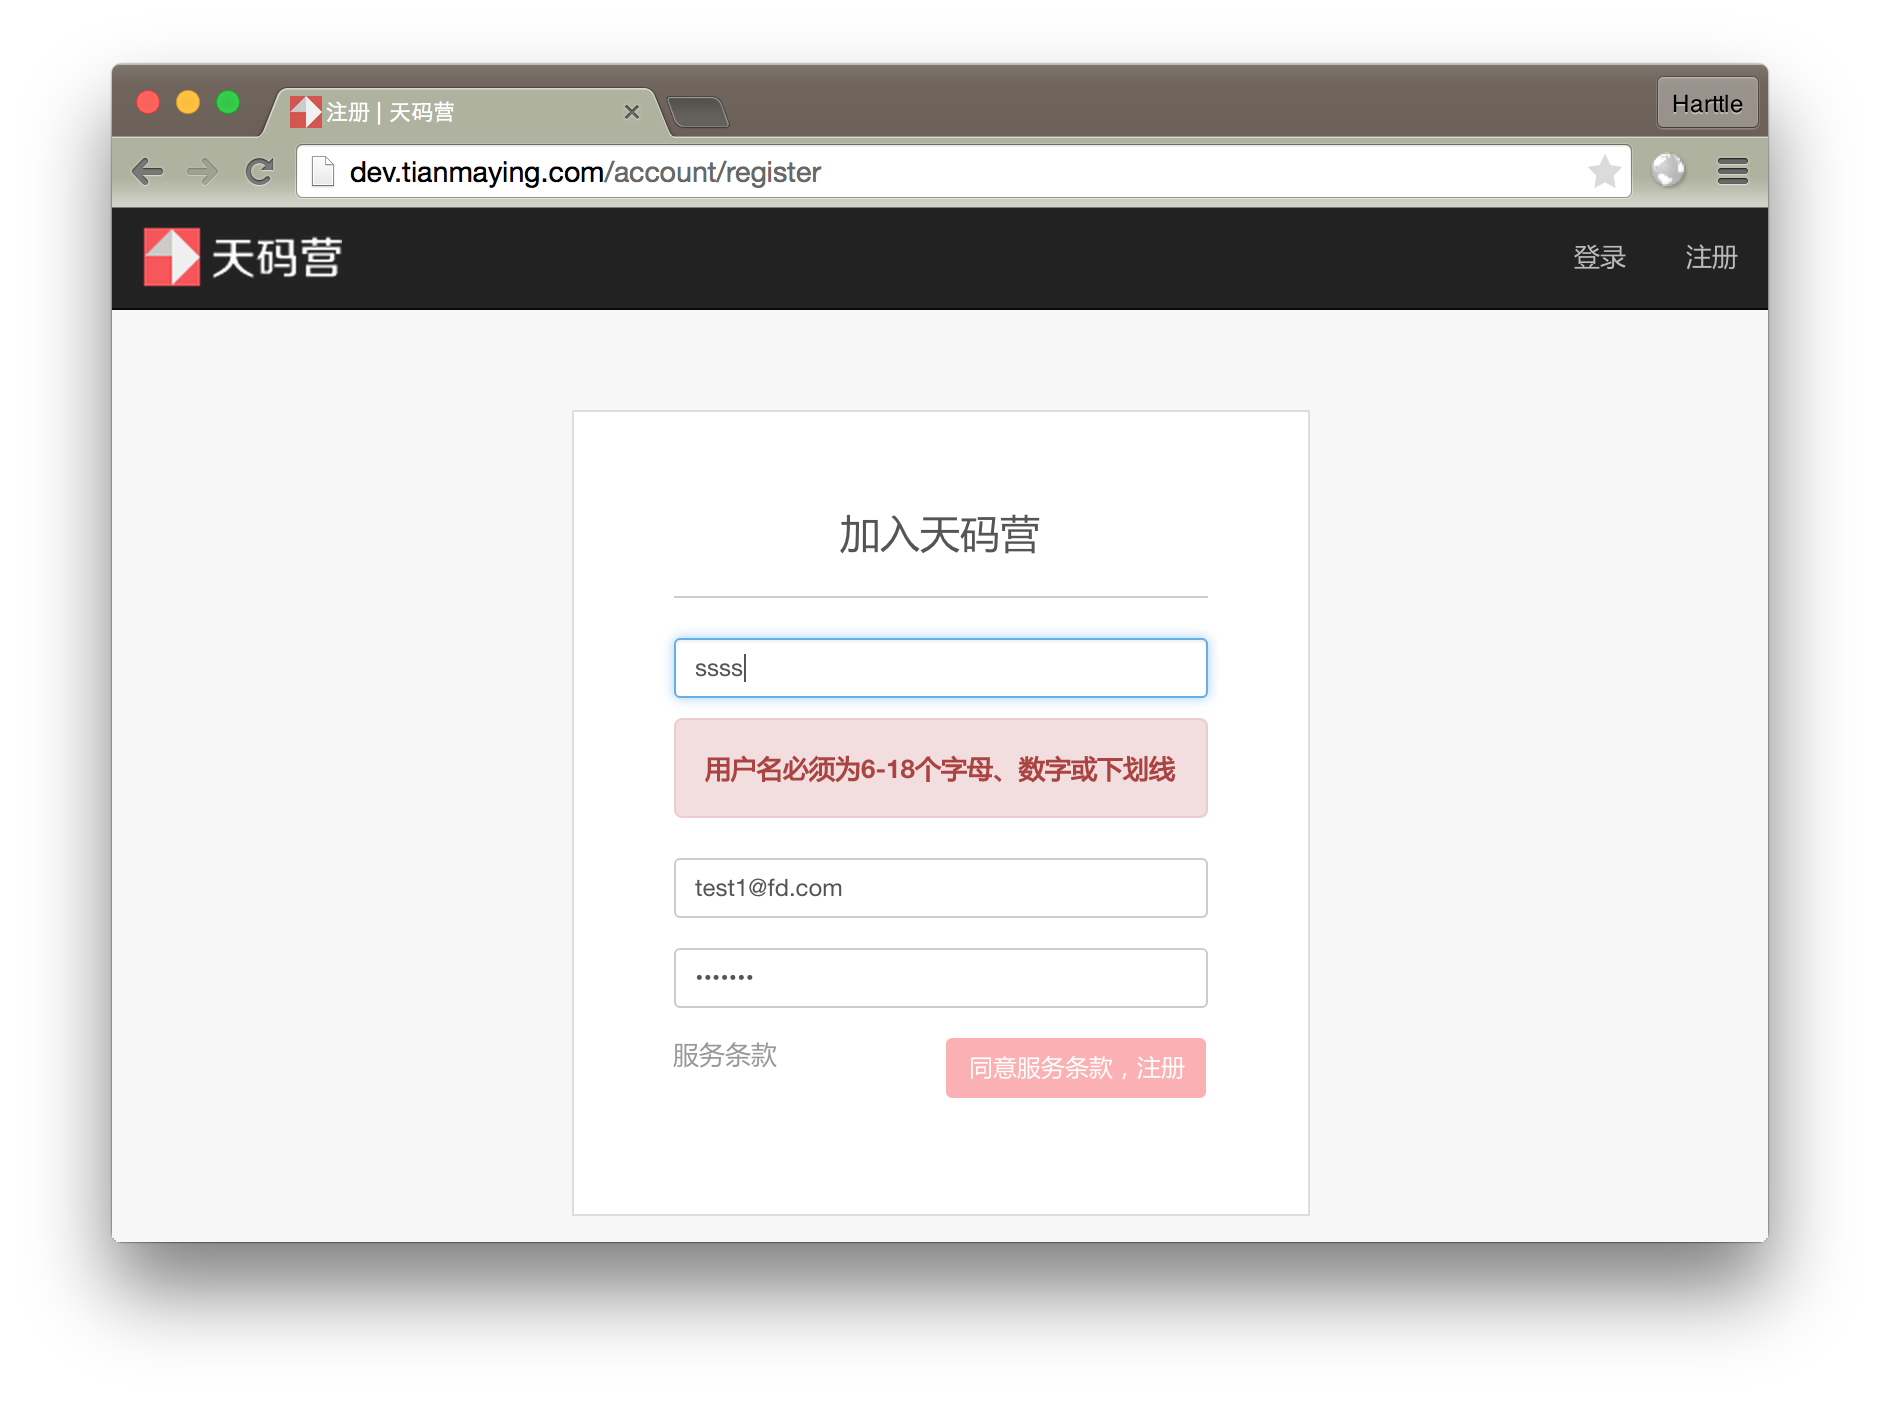 注册 | 天码营
Harttle
dev.tianmaying.com/account/register
天码营
登录
注册
加入天码营
ssss
用户名必须为6-18个字母、数字或下划线
test1@fd.com
•••••••
服务条款
同意服务条款，注册